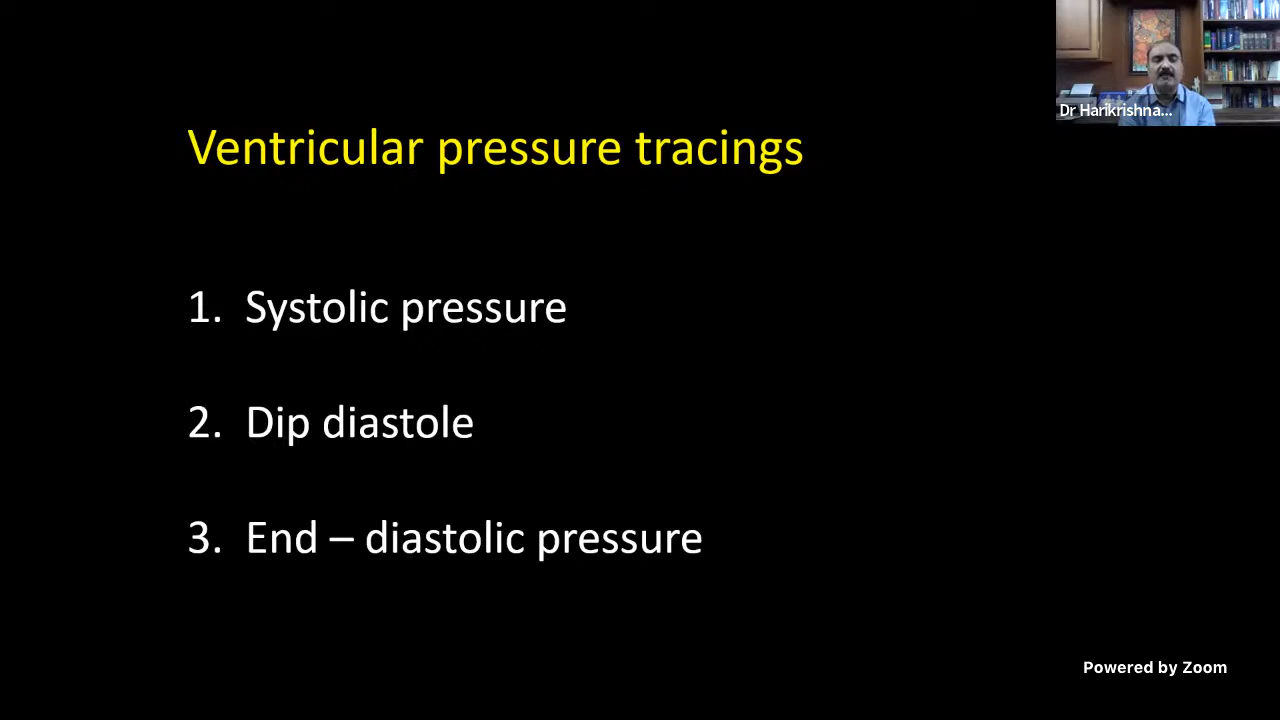 Dr Harikrishna...
Ventricular pressure tracings
1. Systolic pressure
2. Dip diastole
3. End – diastolic pressure
Powered by Zoom